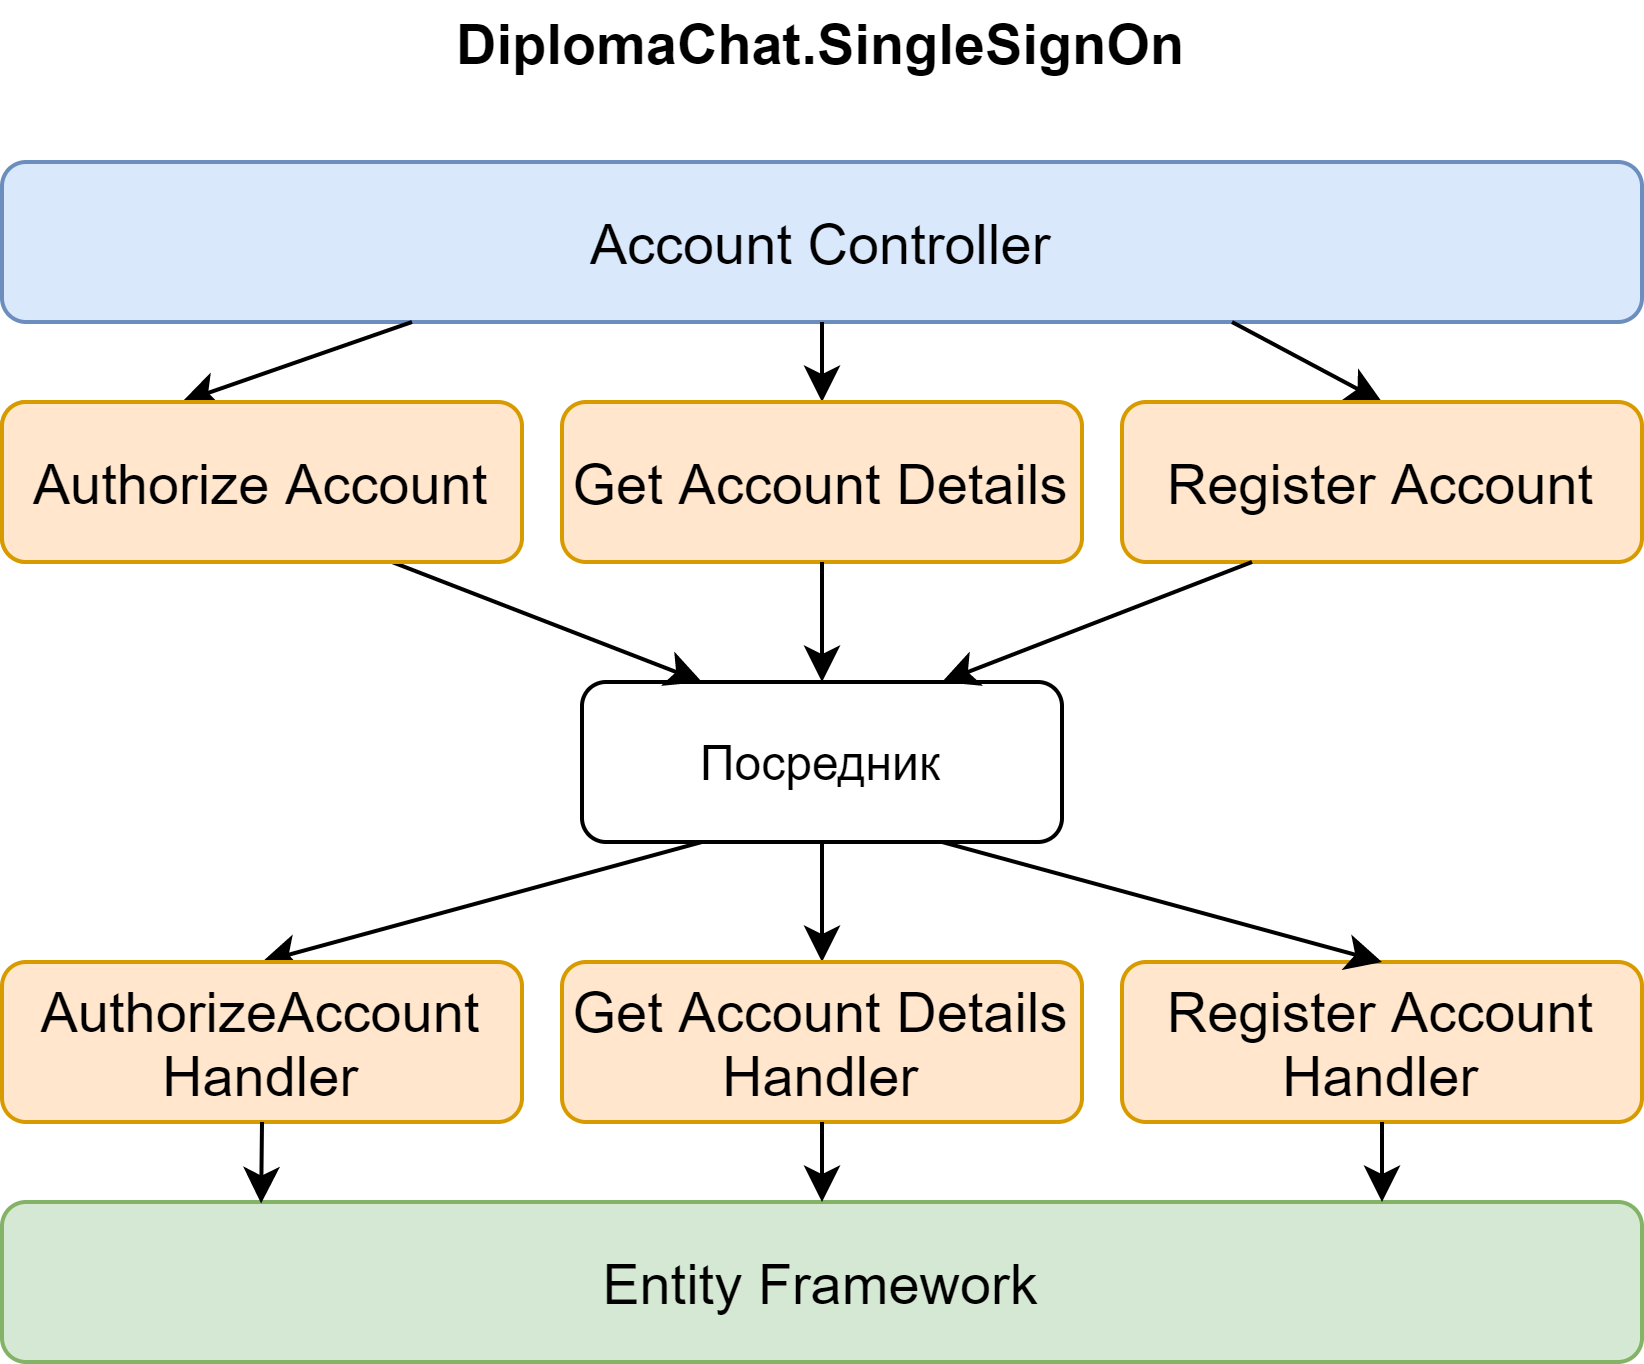 DiplomaChat.SingleSignOn
Account Controller
Authorize Account
Get Account Details
Register Account
Посредник
AuthorizeAccount
Handler
Get Account Details
Handler
Register Account
Handler
Entity Framework